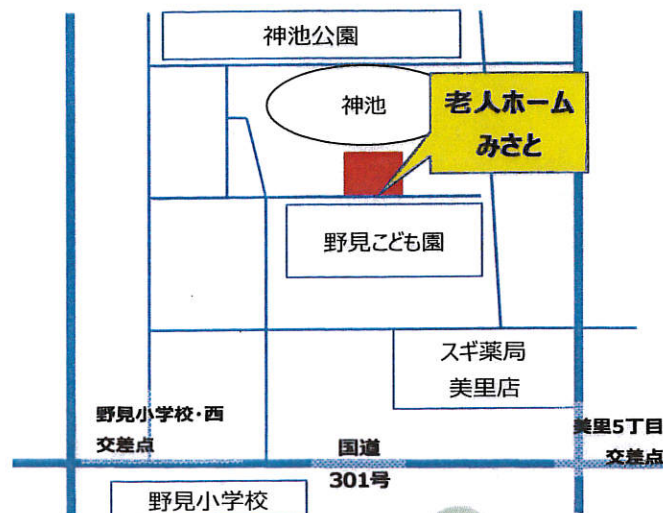 神池公園
神池
老人ホーム
みさと
野見こども園
スギ薬局
美里店
野見小学校・西
交差点
国道
301号
美里5丁目
交差点
野見小学校